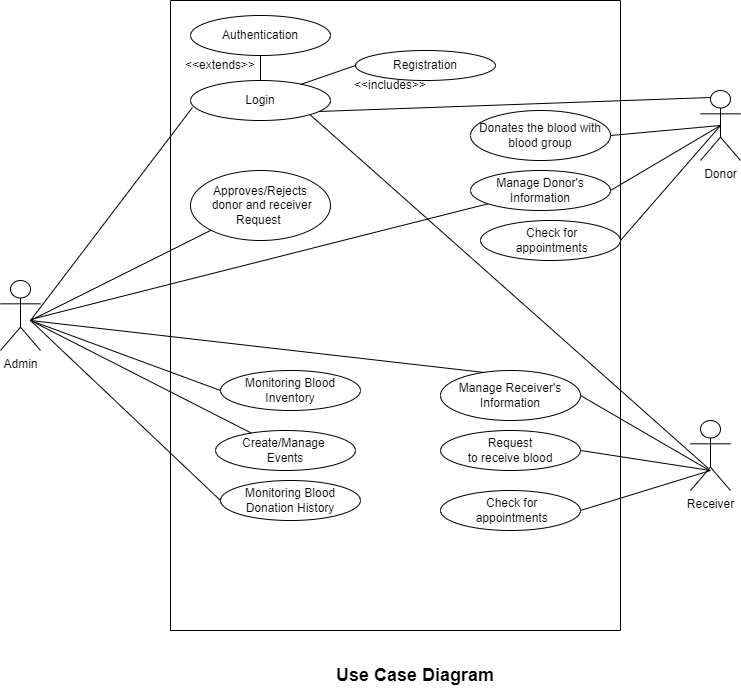 Authentication
<<extends>>
Registration
<<includes>>
Login
Donates the blood with
blood group
Donor
Approves/Rejects
donor and receiver
Request
Manage Donor's
Information
Check for
appointments
Admin
Monitoring Blood
Inventory
Manage Receiver's
Information
Create/Manage
Events
Request
to receive blood
Monitoring Blood
Donation History
Check for
appointments
Receiver
Use Case Diagram